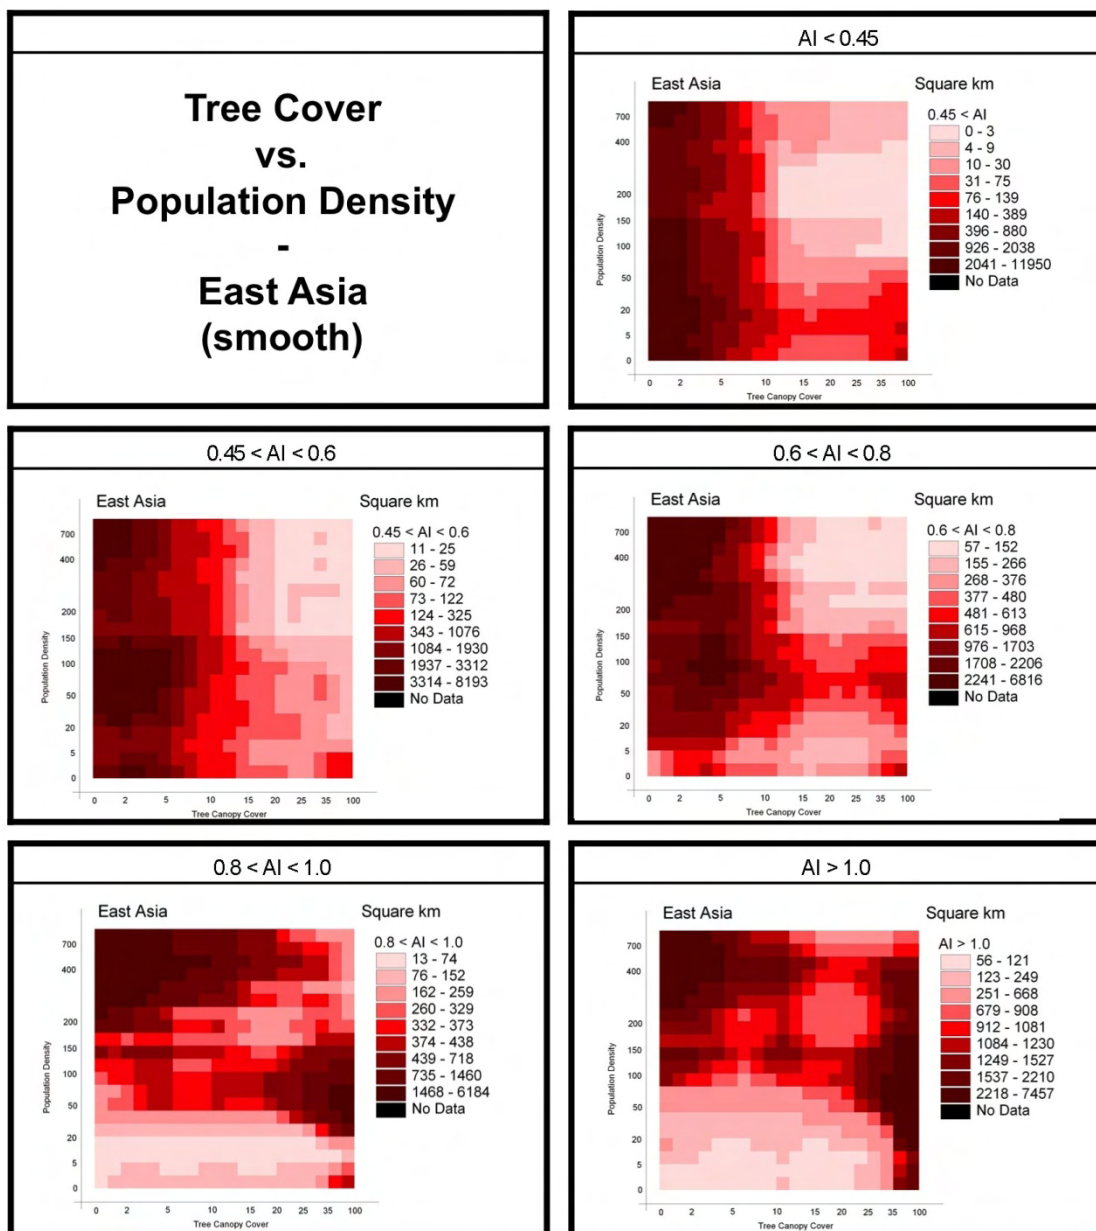 Tree Cover
vs.
Population Density
-
East Asia
(smooth)
AI < 0.45
East Asia
Square km
0.45 < AI
0 - 3
4 - 9
10 - 30
31 - 75
76 - 139
140 - 389
396 - 880
926 - 2038
2041 - 11950
No Data
Population Density
700
400
200
150
100
50
20
5
0
0 2 5 10 15 20 25 35 100
Tree Canopy Cover
0.45 < AI < 0.6
East Asia
Square km
0.45 < AI < 0.6
11 - 25
26 - 59
60 - 72
73 - 122
124 - 325
343 - 1076
1084 - 1930
1937 - 3312
3314 - 8193
No Data
Population Density
700
400
200
150
100
50
20
5
0
0 2 5 10 15 20 25 35 100
Tree Canopy Cover
0.6 < AI < 0.8
East Asia
Square km
0.6 < AI < 0.8
57 - 152
155 - 266
268 - 376
377 - 480
481 - 613
615 - 968
976 - 1703
1708 - 2206
2241 - 6816
No Data
Population Density
700
400
200
150
100
50
20
5
0
0 2 5 10 15 20 25 35 100
Tree Canopy Cover
0.8 < AI < 1.0
East Asia
Square km
0.8 < AI < 1.0
13 - 74
76 - 152
162 - 259
260 - 329
332 - 373
374 - 438
439 - 718
735 - 1460
1468 - 6184
No Data
Population Density
700
400
200
150
100
50
20
5
0
0 2 5 10 15 20 25 35 100
Tree Canopy Cover
AI > 1.0
East Asia
Square km
AI > 1.0
56 - 121
123 - 249
251 - 668
679 - 908
912 - 1081
1084 - 1230
1249 - 1527
1537 - 2210
2218 - 7457
No Data
Population Density
700
400
200
150
100
50
20
5
0
0 2 5 10 15 20 25 35 100
Tree Canopy Cover